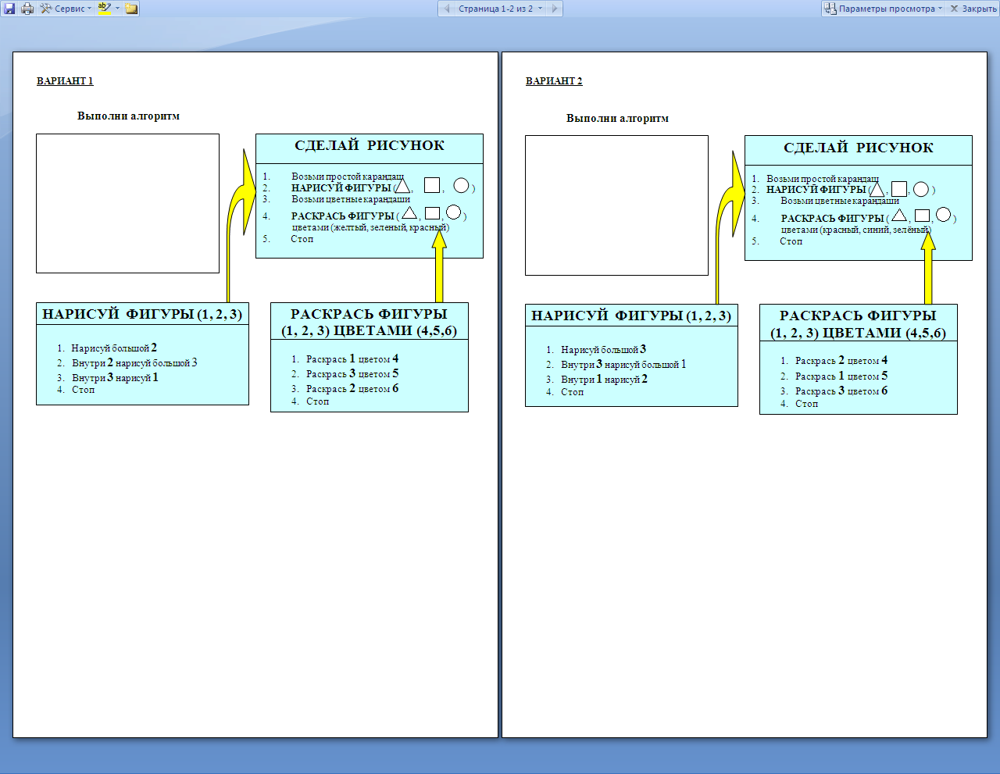 Сервис
Страница 1-2 из 2
Параметры просмотра
Закрыть
ВАРИАНТ 1
Выполни алгоритм
СДЕЛАЙ РИСУНОК
1. Возьми простой карандаш
2. НАРИСУЙ ФИГУРЫ ( , , )
3. Возьми цветные карандаши
4. РАСКРАСЬ ФИГУРЫ ( , , )
цветами (желтый, зеленый, красный)
5. Стоп
НАРИСУЙ ФИГУРЫ (1, 2, 3)
1. Нарисуй большой 2
2. Внутри 2 нарисуй большой 3
3. Внутри 3 нарисуй 1
4. Стоп
РАСКРАСЬ ФИГУРЫ
(1, 2, 3) ЦВЕТАМИ (4,5,6)
1. Раскрась 1 цветом 4
2. Раскрась 3 цветом 5
3. Раскрась 2 цветом 6
4. Стоп
ВАРИАНТ 2
Выполни алгоритм
СДЕЛАЙ РИСУНОК
1. Возьми простой карандаш
2. НАРИСУЙ ФИГУРЫ ( , , )
3. Возьми цветные карандаши
4. РАСКРАСЬ ФИГУРЫ ( , , )
цветами (красный, синий, зелёный)
5. Стоп
НАРИСУЙ ФИГУРЫ (1, 2, 3)
1. Нарисуй большой 3
2. Внутри 3 нарисуй большой 1
3. Внутри 1 нарисуй 2
4. Стоп
РАСКРАСЬ ФИГУРЫ
(1, 2, 3) ЦВЕТАМИ (4,5,6)
1. Раскрась 2 цветом 4
2. Раскрась 1 цветом 5
3. Раскрась 3 цветом 6
4. Стоп